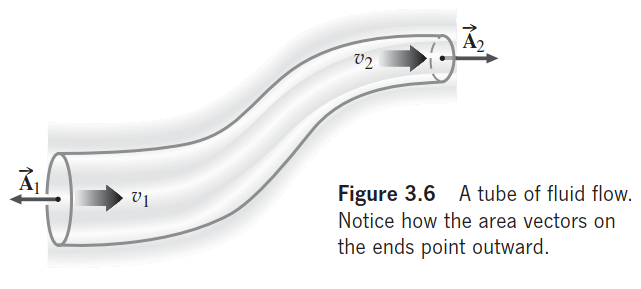 A⃗2
v2
A⃗1
v1
Figure 3.6 A tube of fluid flow.
Notice how the area vectors on
the ends point outward.